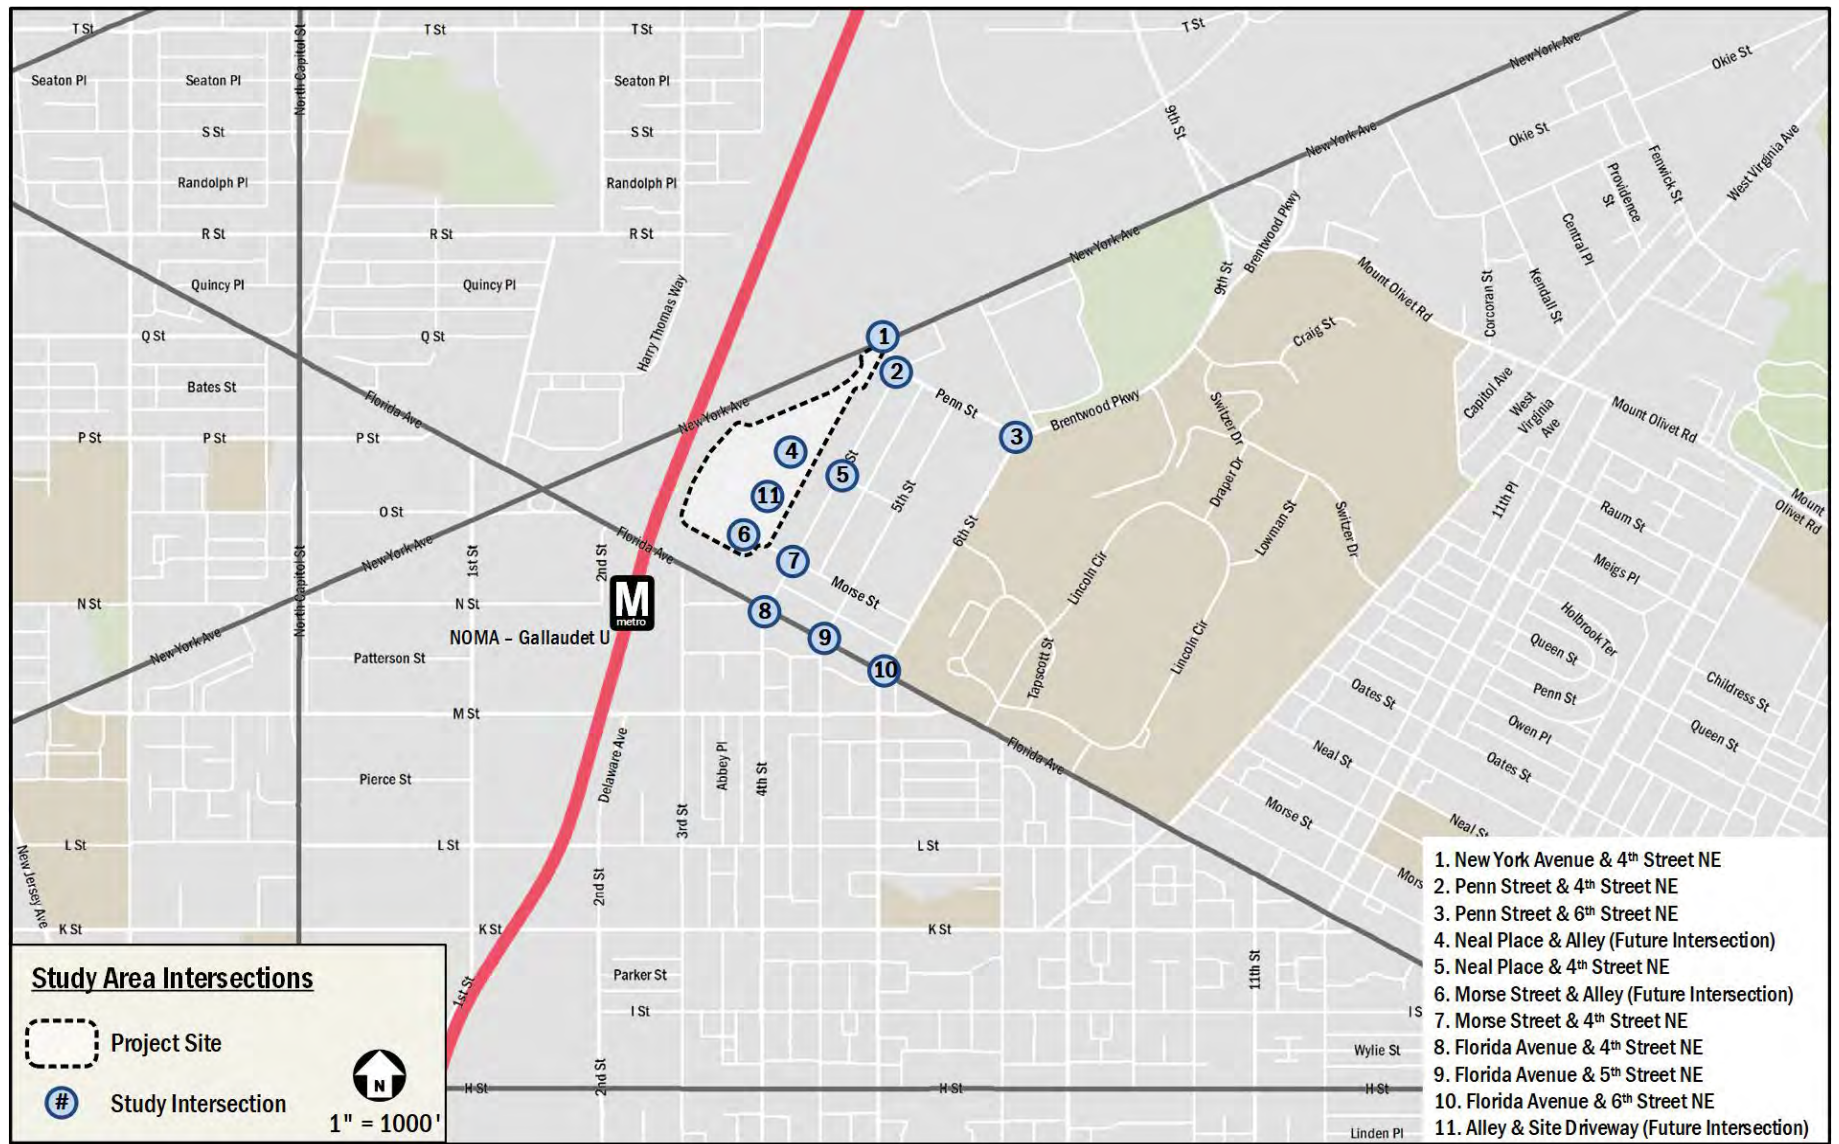 T St
T St
T St
T St
New York Ave
Okie St
Seaton Pl
Seaton Pl
North Capitol St
Seaton Pl
9th St
Okie St
S St
S St
New York Ave
Fenwick St
West Virginia Ave
Randolph Pl
Randolph Pl
Providence
St
R St
R St
R St
New York Ave
Brentwood Pkwy
Central Pl
Quincy Pl
Quincy Pl
Harry Thomas Way
9th St
Mount Olivet Rd
Corcoran St
Kendall St
Q St
Q St
1
Craig St
Bates St
2
Florida Ave
New York Ave
Penn St
Brentwood Pkwy
Switzer Dr
Capitol Ave
West
Virginia
Ave
Mount Olivet Rd
P St
P St
P St
3
4
St
5
Draper Dr
11
5th St
11th Pl
Mount
Olivet Rd
O St
6
6th St
Lowman St
Switzer Dr
Raum St
New York Ave
Florida Ave
1st St
2nd St
7
Lincoln Cir
Meigs Pl
North Capitol St
N St
N St
M
metro
Morse St
8
Holbrook Ter
NOMA – Gallaudet U
9
Queen St
New York Ave
Patterson St
10
Tapscott St
Lincoln Cir
Oates St
Penn St
Childress St
M St
Owen Pl
Queen St
Delaware Ave
Abbey Pl
4th St
Florida Ave
Neal St
Oates St
Pierce St
3rd St
Morse St
Neal St
L St
L St
L St
New Jersey Ave
2nd St
Mors
K St
K St
K St
1st St
Parker St
11th St
I St
I S
Wylie St
2nd St
H St
H St
H St
Linden Pl
Study Area Intersections
Project Site
# Study Intersection
N
1" = 1000'
1. New York Avenue & 4th Street NE
2. Penn Street & 4th Street NE
3. Penn Street & 6th Street NE
4. Neal Place & Alley (Future Intersection)
5. Neal Place & 4th Street NE
6. Morse Street & Alley (Future Intersection)
7. Morse Street & 4th Street NE
8. Florida Avenue & 4th Street NE
9. Florida Avenue & 5th Street NE
10. Florida Avenue & 6th Street NE
11. Alley & Site Driveway (Future Intersection)